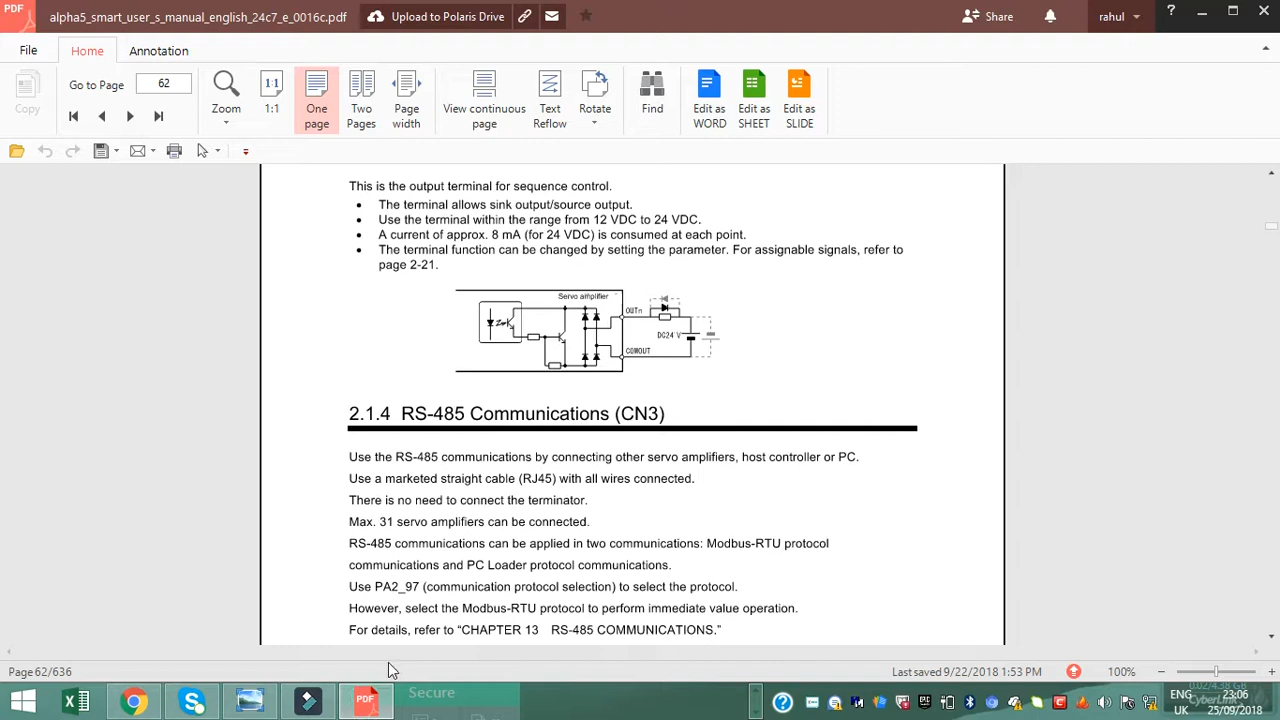 PDF
alpha5_smart_user_s_manual_english_24c7_e_0016c.pdf
Upload to Polaris Drive
Share
rahul
File
Home
Annotation
Copy
Go to Page
62
Zoom
1:1
One page
Two Pages
Page width
View continuous page
Text Reflow
Rotate
Find
Edit as WORD
Edit as SHEET
Edit as SLIDE
This is the output terminal for sequence control.
• The terminal allows sink output/source output.
• Use the terminal within the range from 12 VDC to 24 VDC.
• A current of approx. 8 mA (for 24 VDC) is consumed at each point.
• The terminal function can be changed by setting the parameter. For assignable signals, refer to
page 2-21.
Servo amplifier
OUTn
DC24 V
COMOUT
2.1.4 RS-485 Communications (CN3)
Use the RS-485 communications by connecting other servo amplifiers, host controller or PC.
Use a marketed straight cable (RJ45) with all wires connected.
There is no need to connect the terminator.
Max. 31 servo amplifiers can be connected.
RS-485 communications can be applied in two communications: Modbus-RTU protocol
communications and PC Loader protocol communications.
Use PA2_97 (communication protocol selection) to select the protocol.
However, select the Modbus-RTU protocol to perform immediate value operation.
For details, refer to “CHAPTER 13 RS-485 COMMUNICATIONS.”
Page 62/636
Last saved 9/22/2018 1:53 PM
100%
PDF
Secure
ENG
UK
0.02/4.38 GB
23:06
CyberLink
25/09/2018